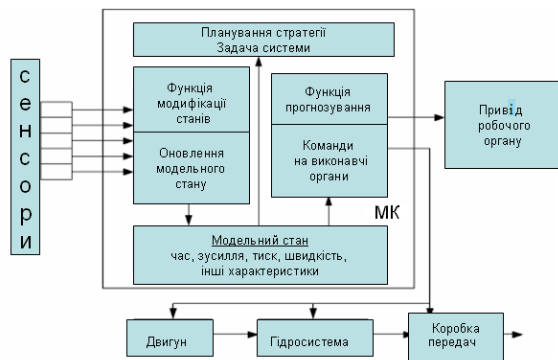 Планування стратегії
Задача системи
сенсори
Функція
модифікації
станів
Функція
прогнозування
Привід
робочого
органу
Оновлення
модельного
стану
Команди
на виконавчі
органи
МК
Модельний стан
час, зусилля, тиск, швидкість,
інші характеристики
Двигун
Гідросистема
Коробка
передач